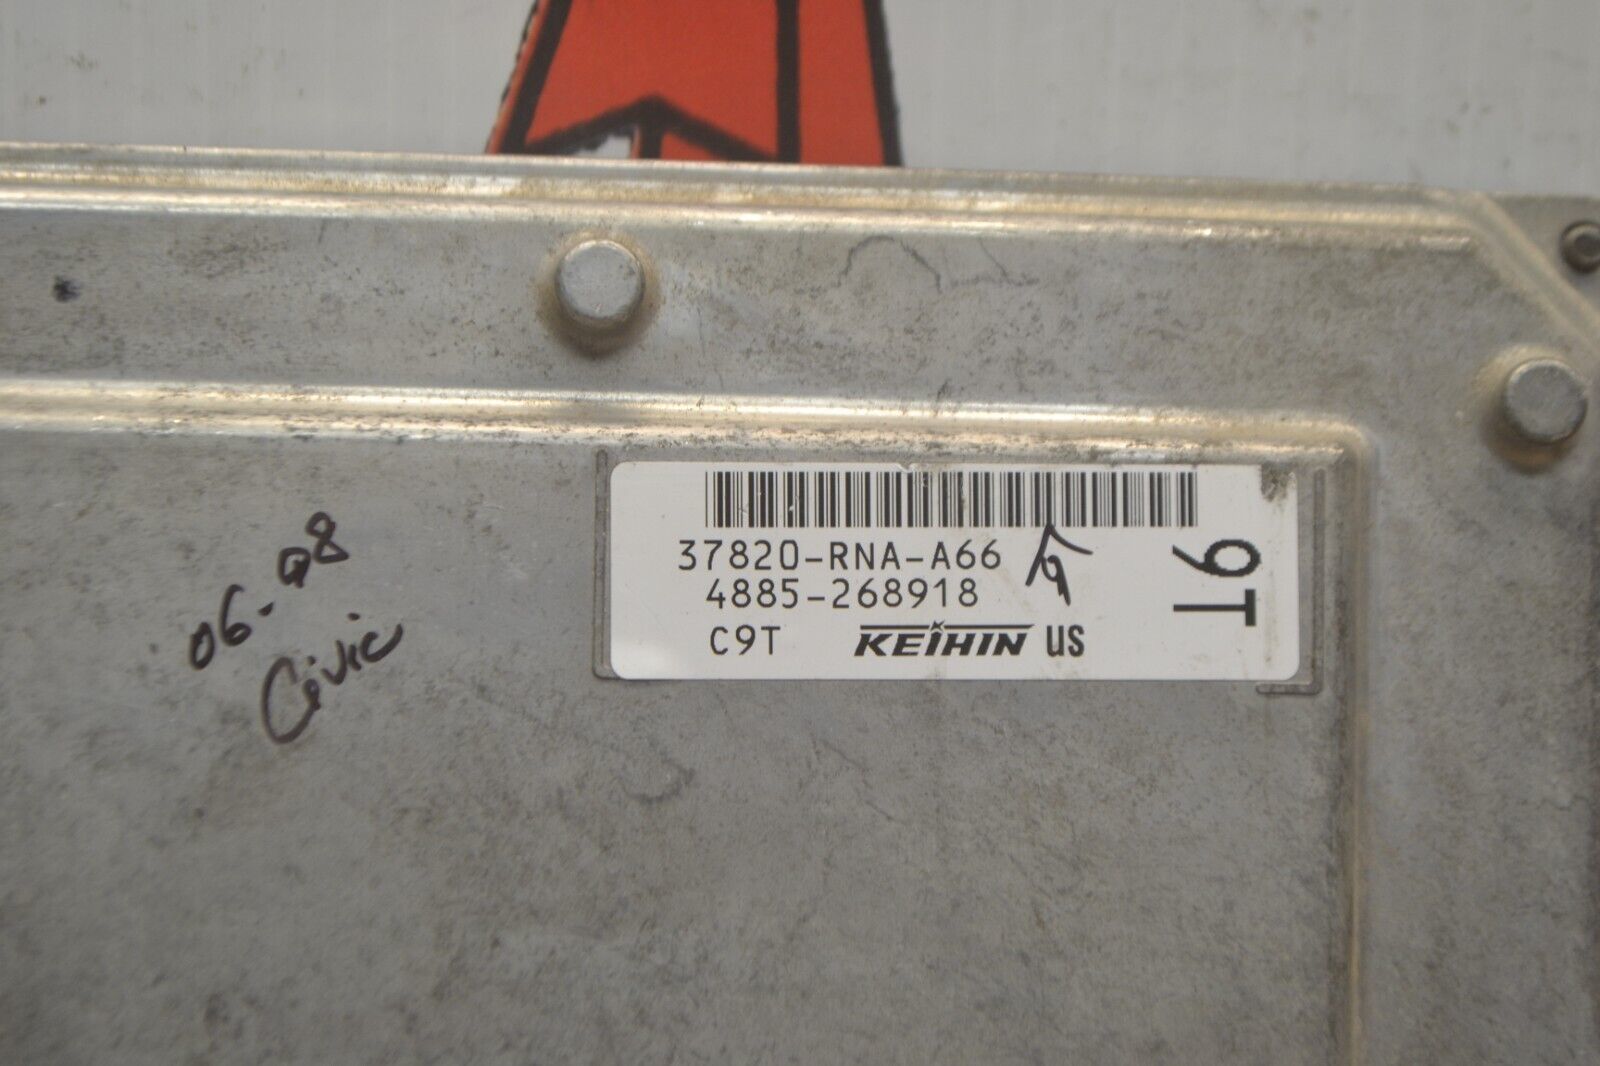 37820-RNA-A66
4885-268918
C9T KEIHIN US
9T
06-08
Civic